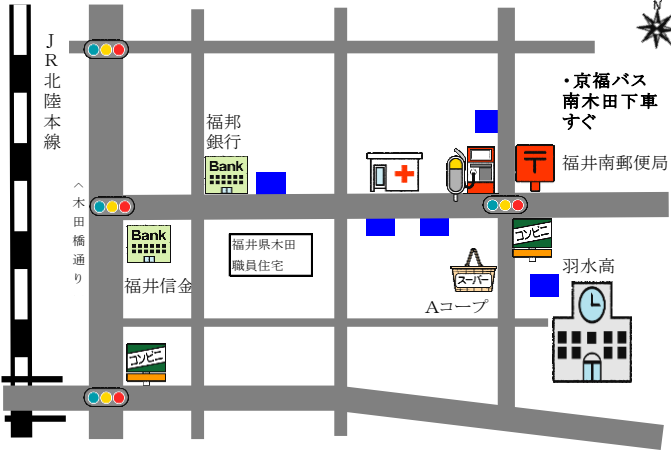 N
JR北陸本線
・京福バス
南木田下車
すぐ
福邦
銀行
Bank
福井南郵便局
へ木田橋通り
Bank
福井信金
福井県木田
職員住宅
コンビニ
羽水高
スーパー
Aコープ
コンビニ